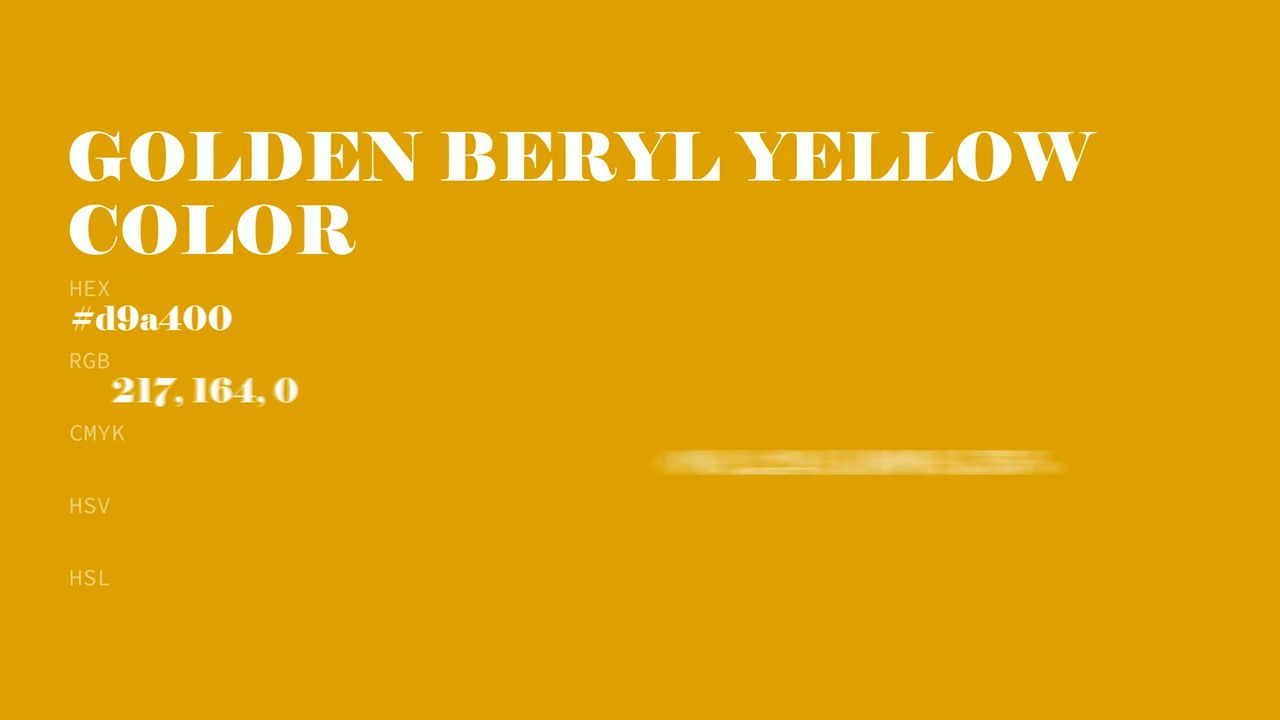 GOLDEN BERYL YELLOW
COLOR
HEX
#d9a400
RGB
217, 164, 0
CMYK
HSV
HSL